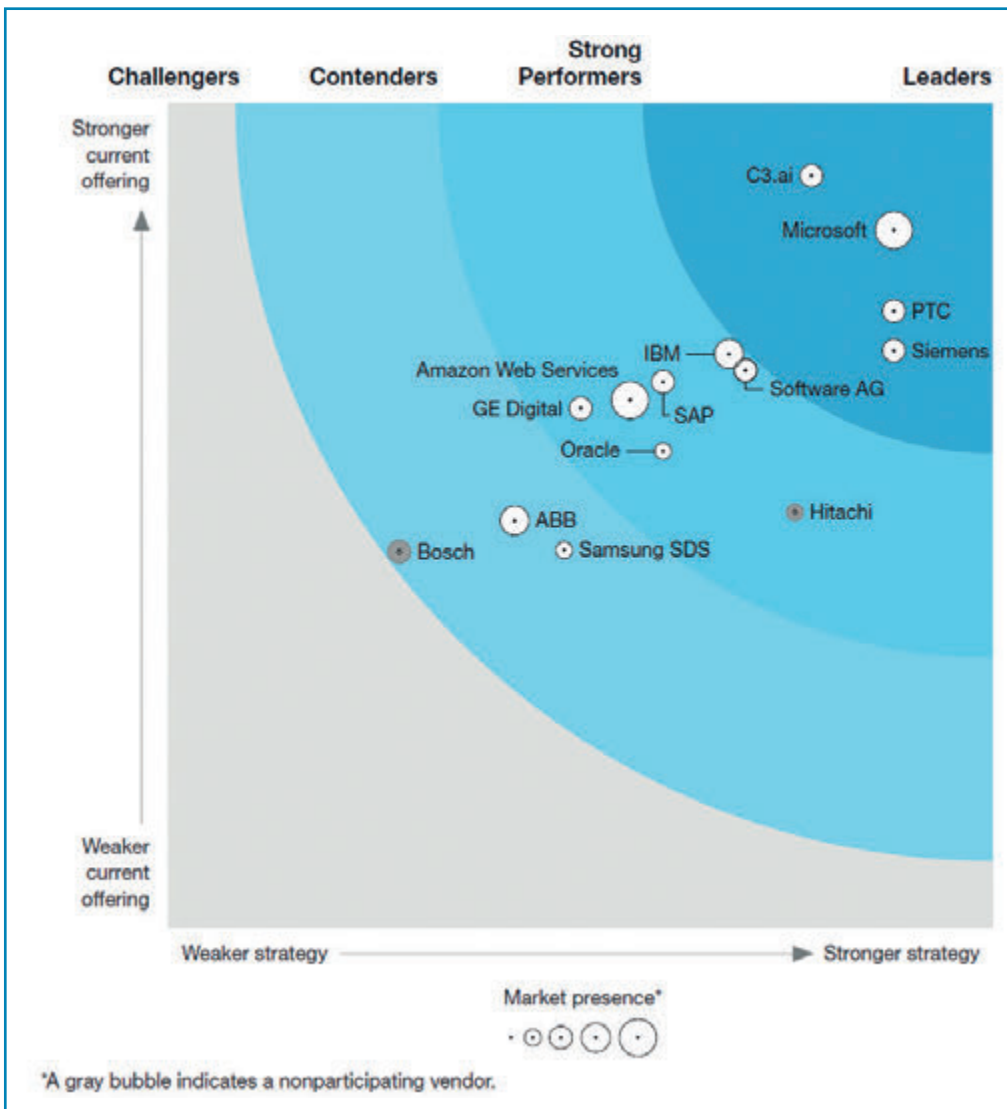 Strong
Challengers Contenders Performers Leaders
Stronger
current
offering
C3.ai
Microsoft
PTC
IBM
Siemens
Amazon Web Services
Software AG
GE Digital
SAP
Oracle
Hitachi
ABB
Bosch
Samsung SDS
Weaker
current
offering
Weaker strategy
Stronger strategy
Market presence*
*A gray bubble indicates a nonparticipating vendor.